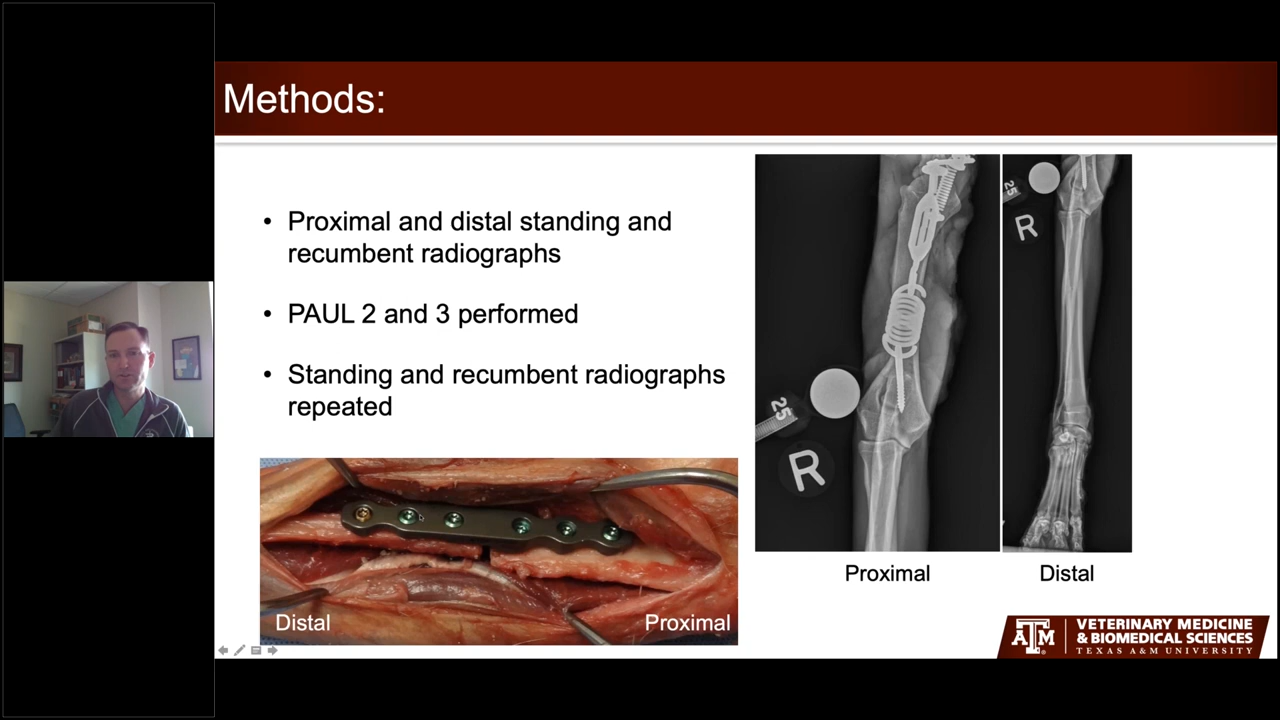 Methods:
• Proximal and distal standing and
recumbent radiographs
• PAUL 2 and 3 performed
• Standing and recumbent radiographs
repeated
Distal
Proximal
25
R
25
R
Proximal
Distal
ATM
VETERINARY MEDICINE
& BIOMEDICAL SCIENCES
TEXAS A&M UNIVERSITY